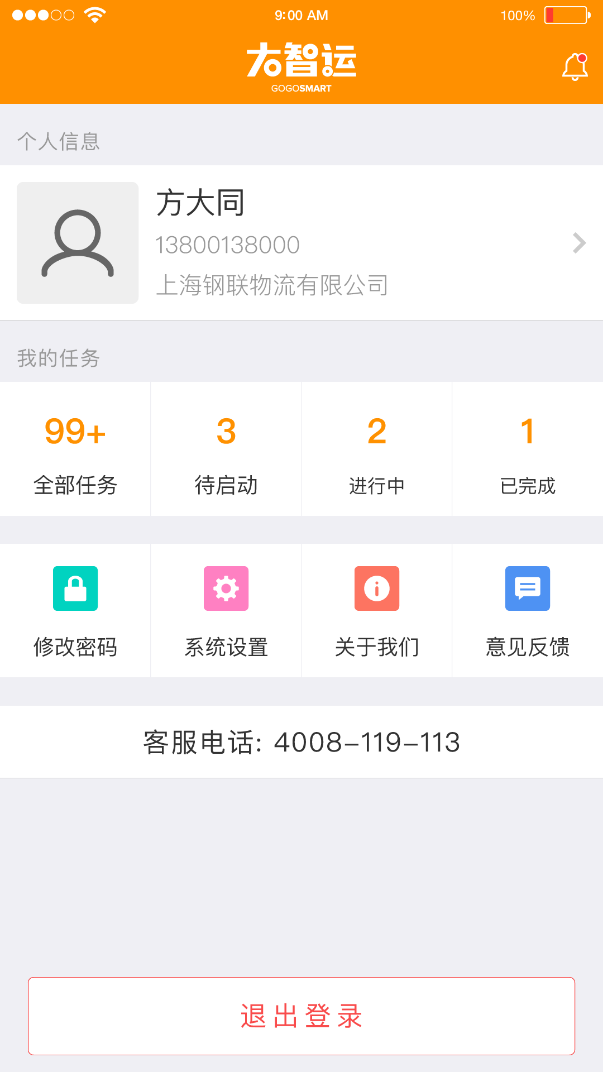 9:00 AM
100%
大智运
GOGOSMART
个人信息
方大同
13800138000
上海钢联物流有限公司
我的任务
99+
3
2
1
全部任务
待启动
进行中
已完成
修改密码
系统设置
关于我们
意见反馈
客服电话: 4008-119-113
退出登录